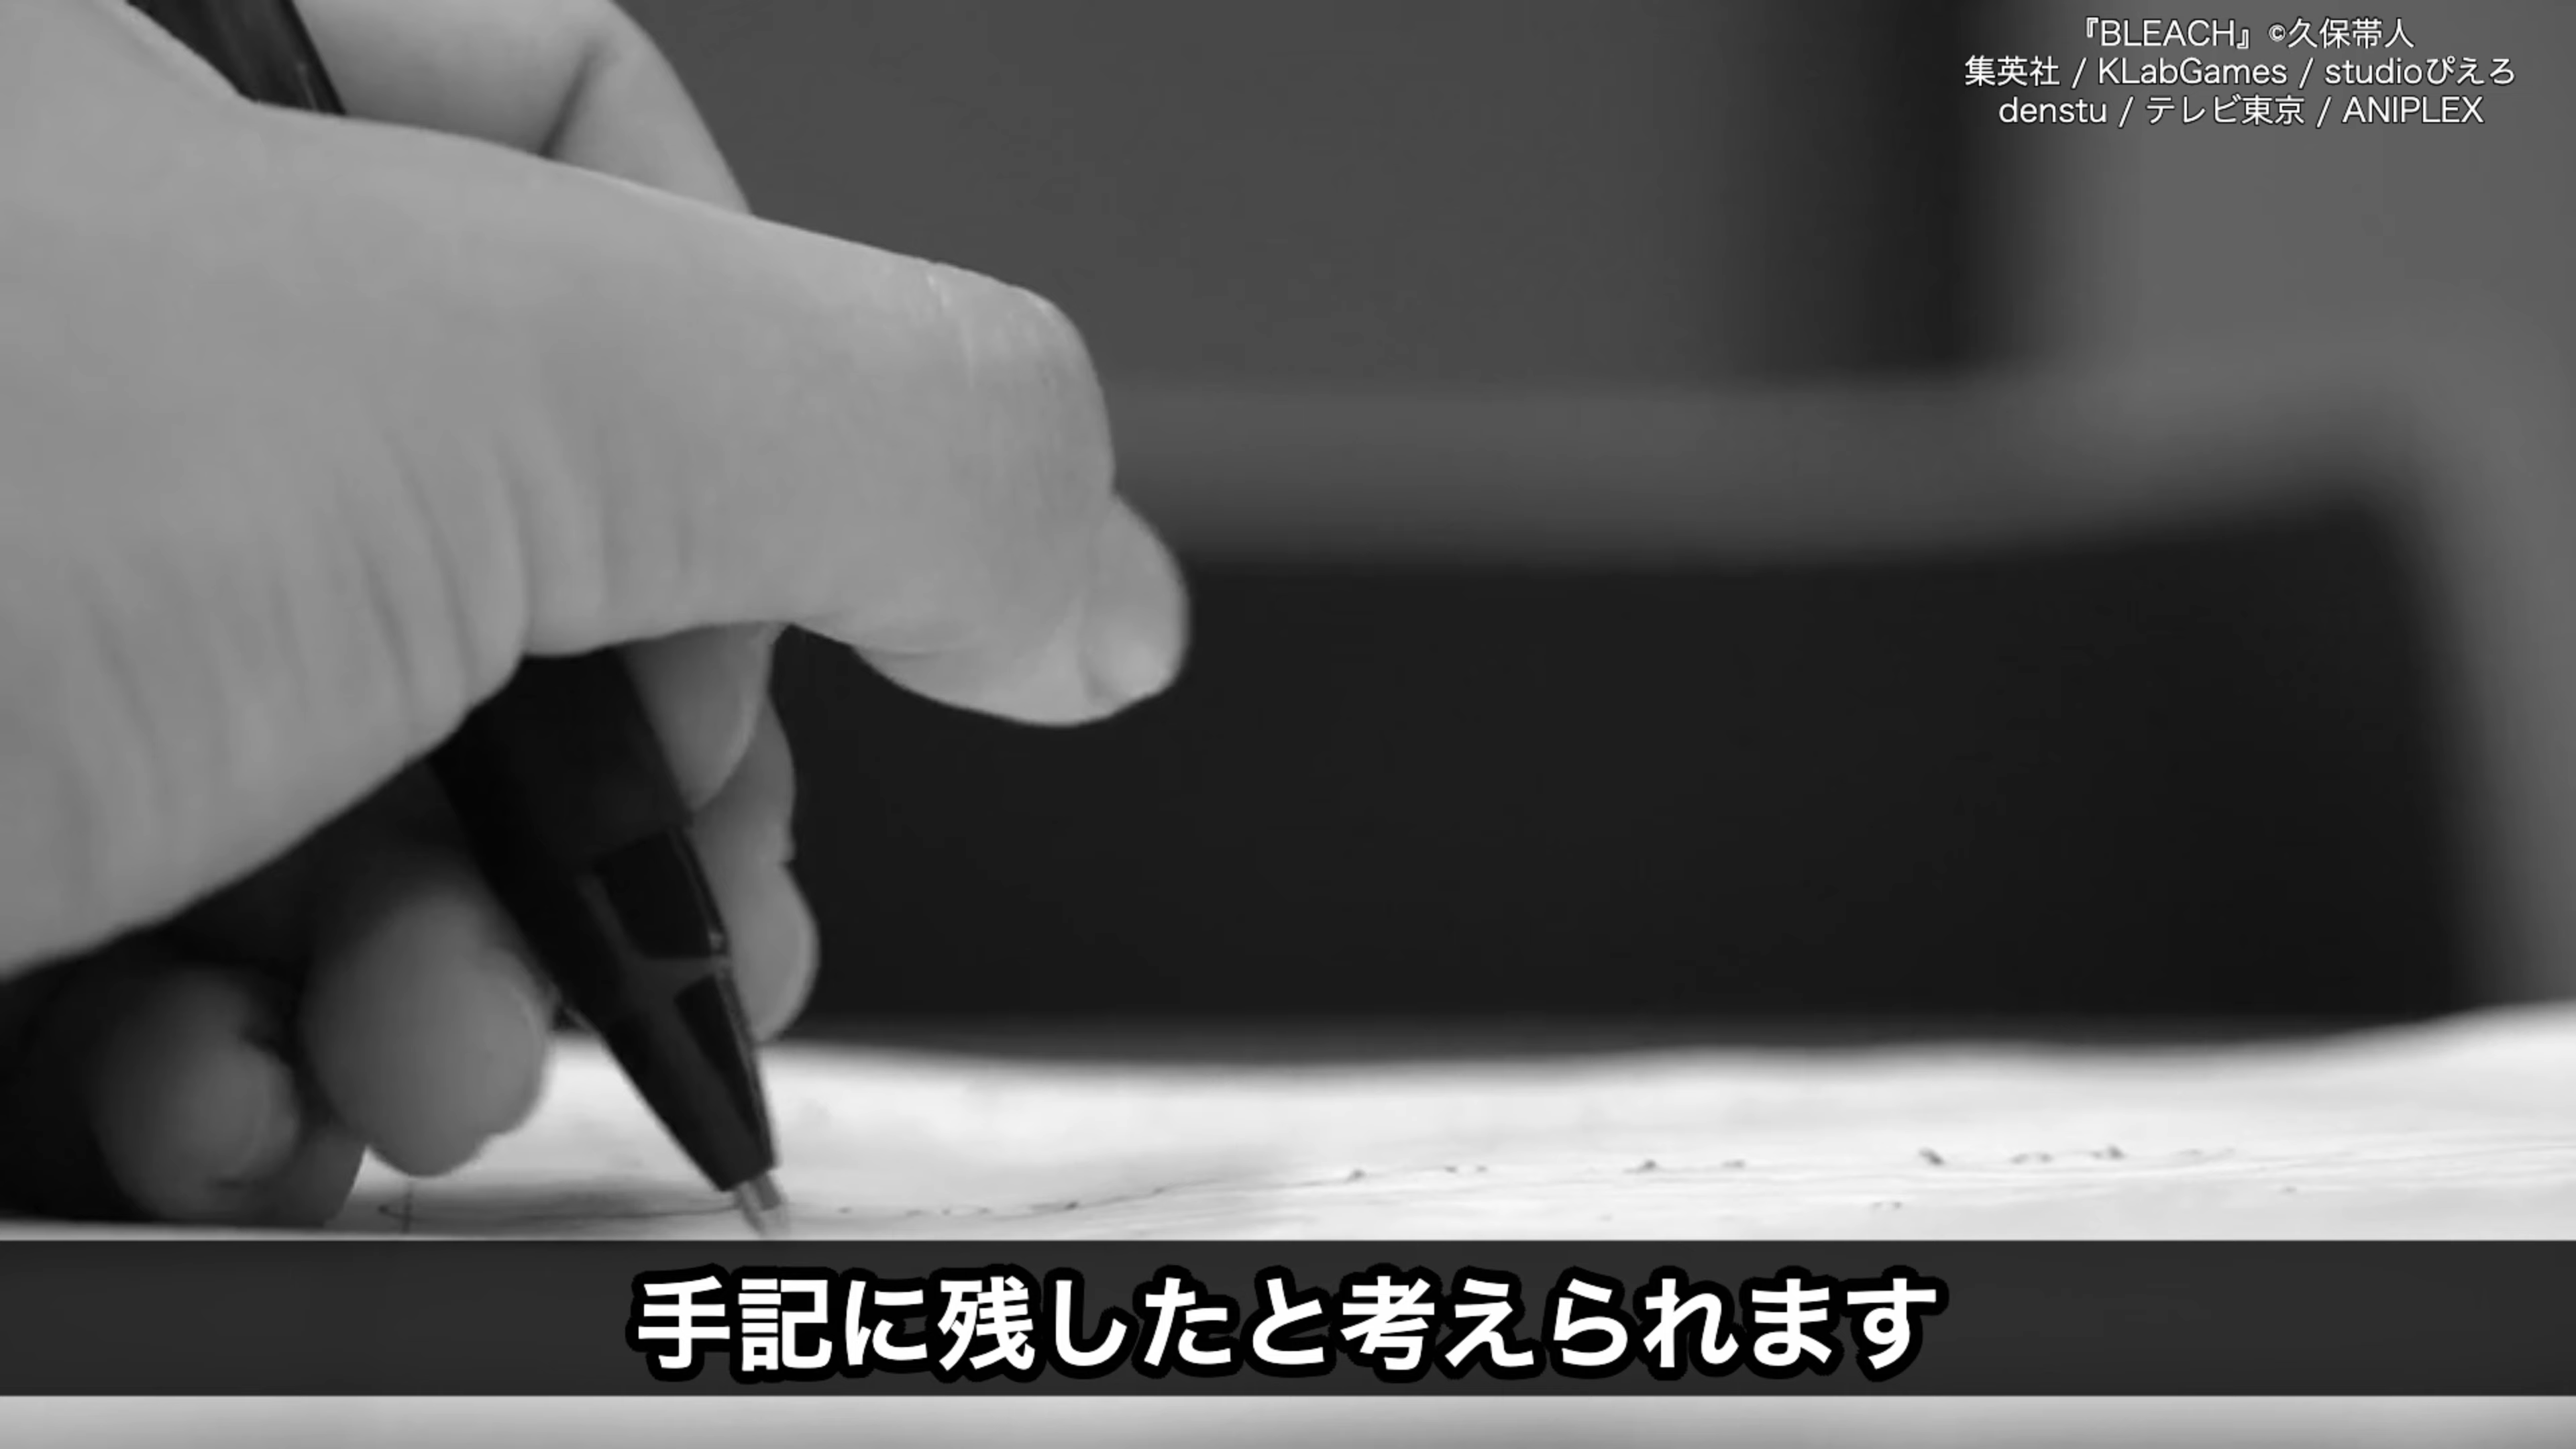 『BLEACH』©久保帯人
集英社 / KLabGames / studioぴえろ
denstu / テレビ東京 / ANIPLEX
手記に残したと考えられます